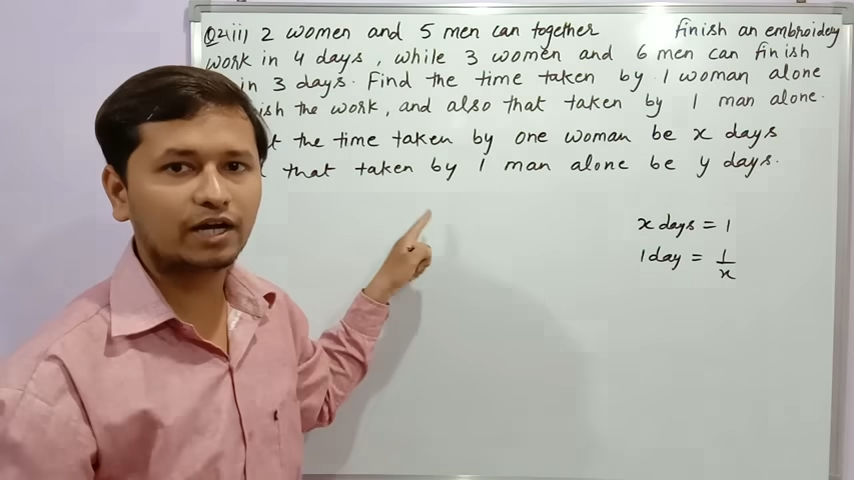 Q2 iii) 2 women and 5 men can together finish an embroidery
work in 4 days, while 3 women and 6 men can finish
in 3 days. Find the time taken by 1 woman alone
ish the work, and also that taken by 1 man alone.
t the time taken by one woman be x days
that taken by 1 man alone be y days.
x days = 1
1 day = 1/x